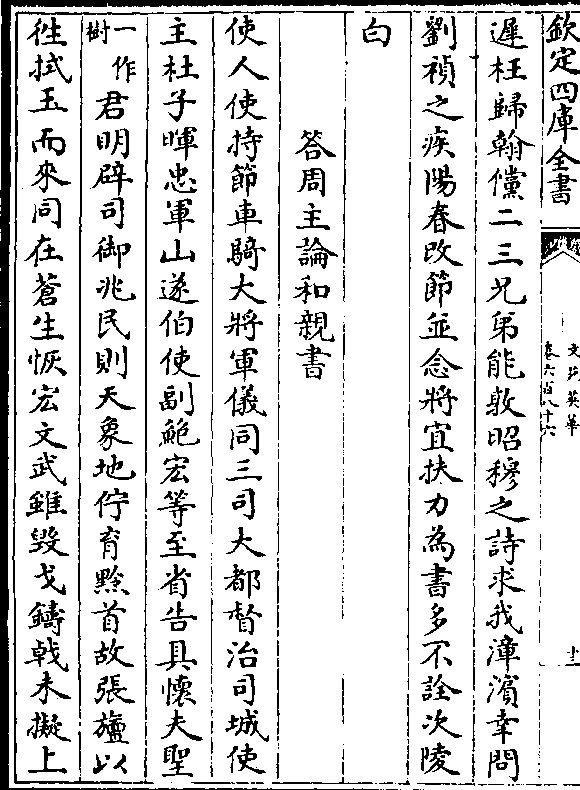 欽定四庫全書
文苑英華
卷六百八十六
十三
遲枉歸翰儻二三兄弟能敦昭穆之詩求我漳濱幸問
劉禎之疾陽春改節並念將宜扶力為書多不詮次陵
白
答周主論和親書
使人使持節車騎大將軍儀同三司大都督治司城使
主杜子暉忠軍山遂伯使副鮑宏等至省告具懷夫聖
一作樹
君明辟司御兆民則天象地佇育黔首故張旜以
徃拭玉而來同在蒼生恢宏文武雖毀戈鑄戟未擬上